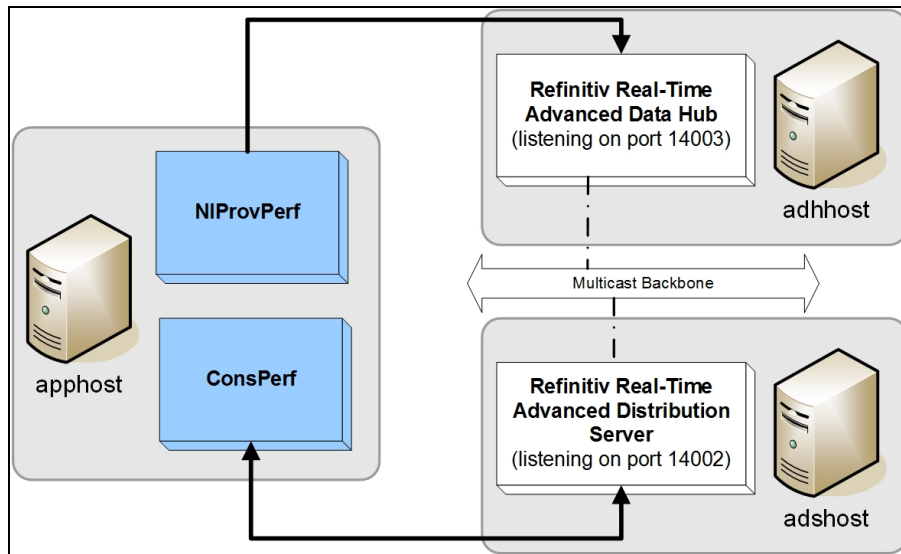 Refinitiv Real-Time
Advanced Data Hub
(listening on port 14003)
adhhost
NIProvPerf
Multicast Backbone
ConsPerf
apphost
Refinitiv Real-Time
Advanced Distribution
Server
(listening on port 14002)
adshost